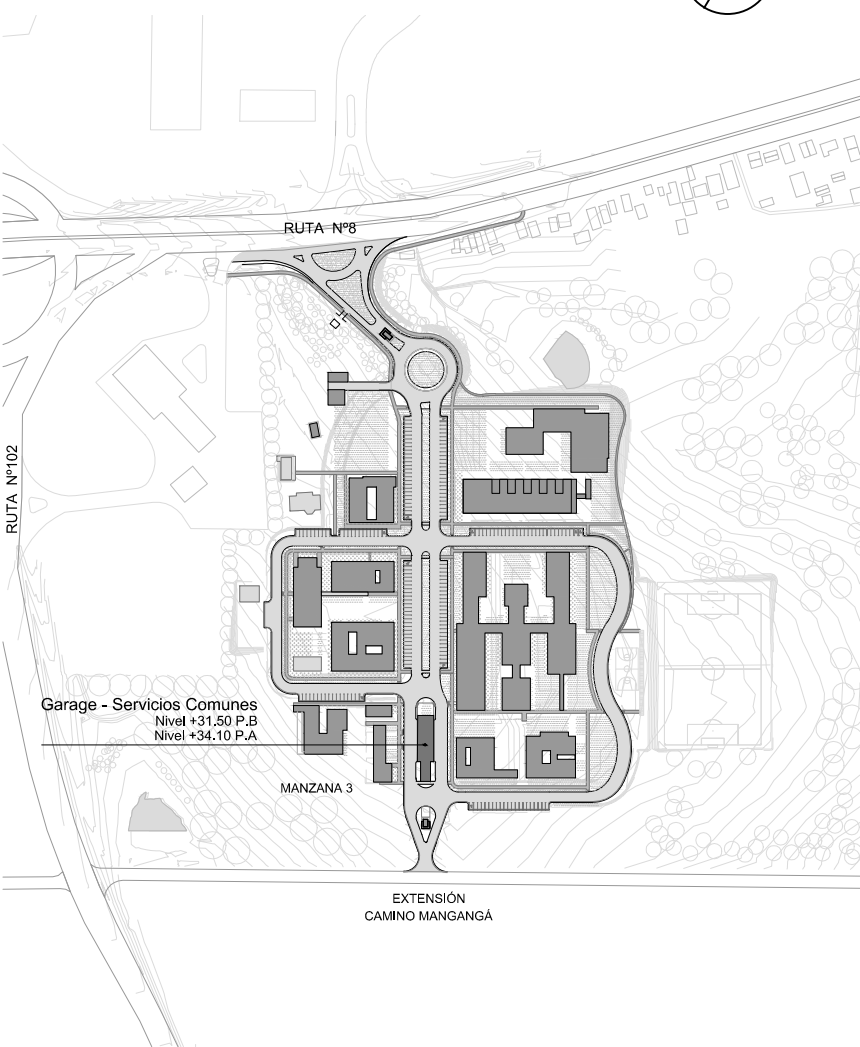 RUTA Nº8
RUTA Nº102
Garage - Servicios Comunes
Nivel +31.50 P.B
Nivel +34.10 P.A
MANZANA 3
EXTENSIÓN
CAMINO MANGANGÁ